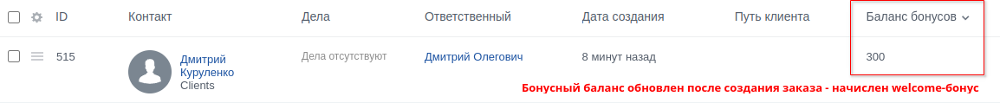 ID Контакт Дела Ответственный Дата создания Путь клиента Баланс бонусов
515 Дмитрий Дела отсутствуют Дмитрий Олегович 8 минут назад 300
Куруленко
Clients
Бонусный баланс обновлен после создания заказа - начислен welcome-бонус